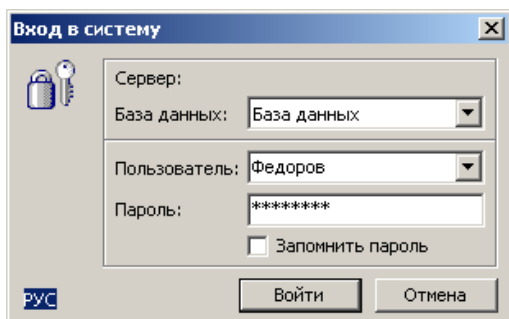 Вход в систему
Сервер:
База данных: База данных
Пользователь: Федоров
Пароль: ********
Запомнить пароль
РУС Войти Отмена